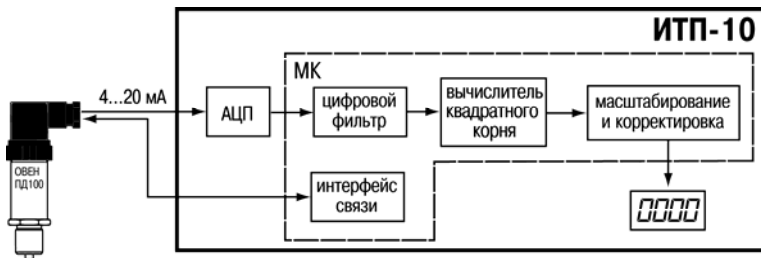 ИТП-10
МК
4...20 мА
АЦП
цифровой
фильтр
вычислитель
квадратного
корня
масштабирование
и корректировка
интерфейс
связи
ОВЕН
ПД100
0000